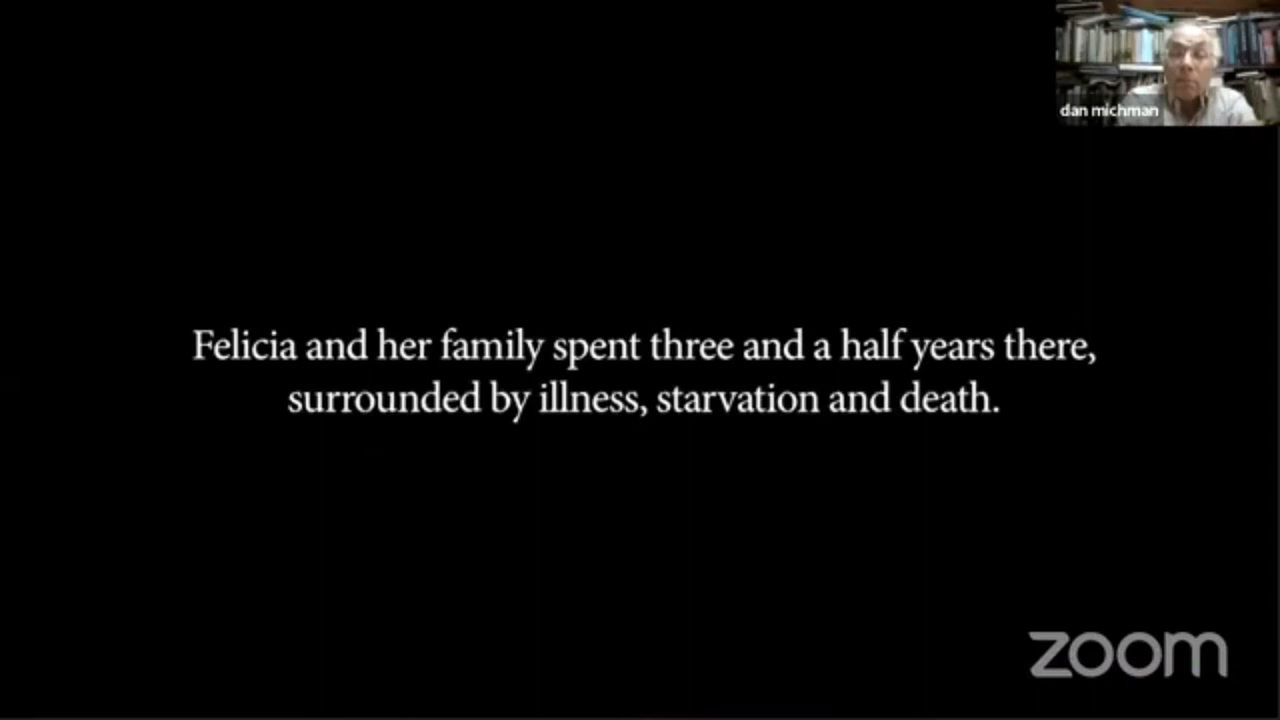 dan michman
Felicia and her family spent three and a half years there,
surrounded by illness, starvation and death.
zoom